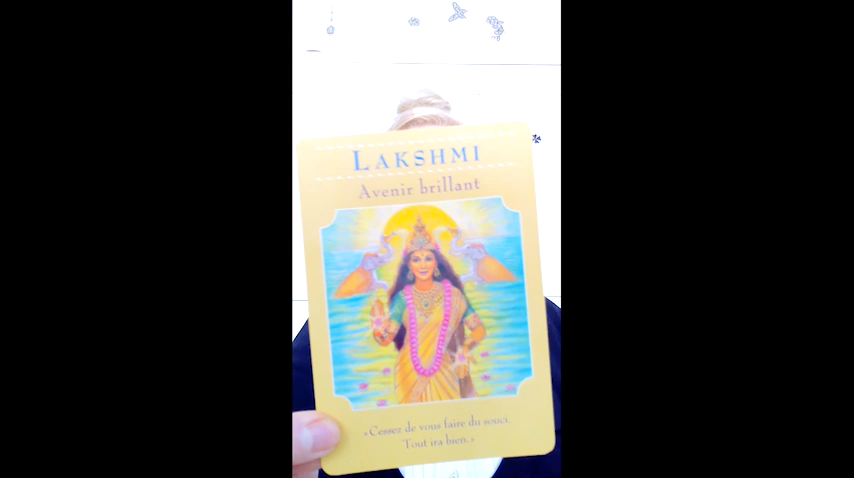 LAKSHMI
Avenir brillant
«Cessez de vous faire du souci.
Tout ira bien.»